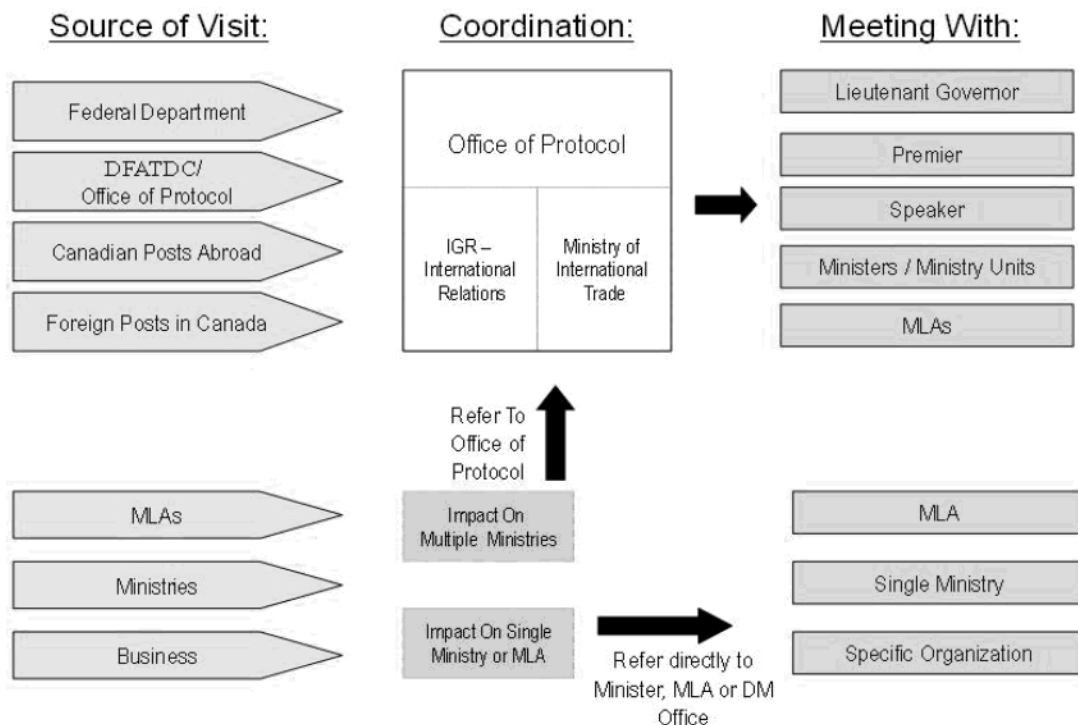 Source of Visit:
Coordination:
Meeting With:
Federal Department
DFATDC/
Office of Protocol
Canadian Posts Abroad
Foreign Posts in Canada
Office of Protocol
IGR –
International
Relations
Ministry of
International
Trade
Lieutenant Governor
Premier
Speaker
Ministers / Ministry Units
MLAs
Refer To
Office of
Protocol
MLAs
Ministries
Business
Impact On
Multiple Ministries
Impact On Single
Ministry or MLA
Refer directly to
Minister, MLA or DM
Office
MLA
Single Ministry
Specific Organization